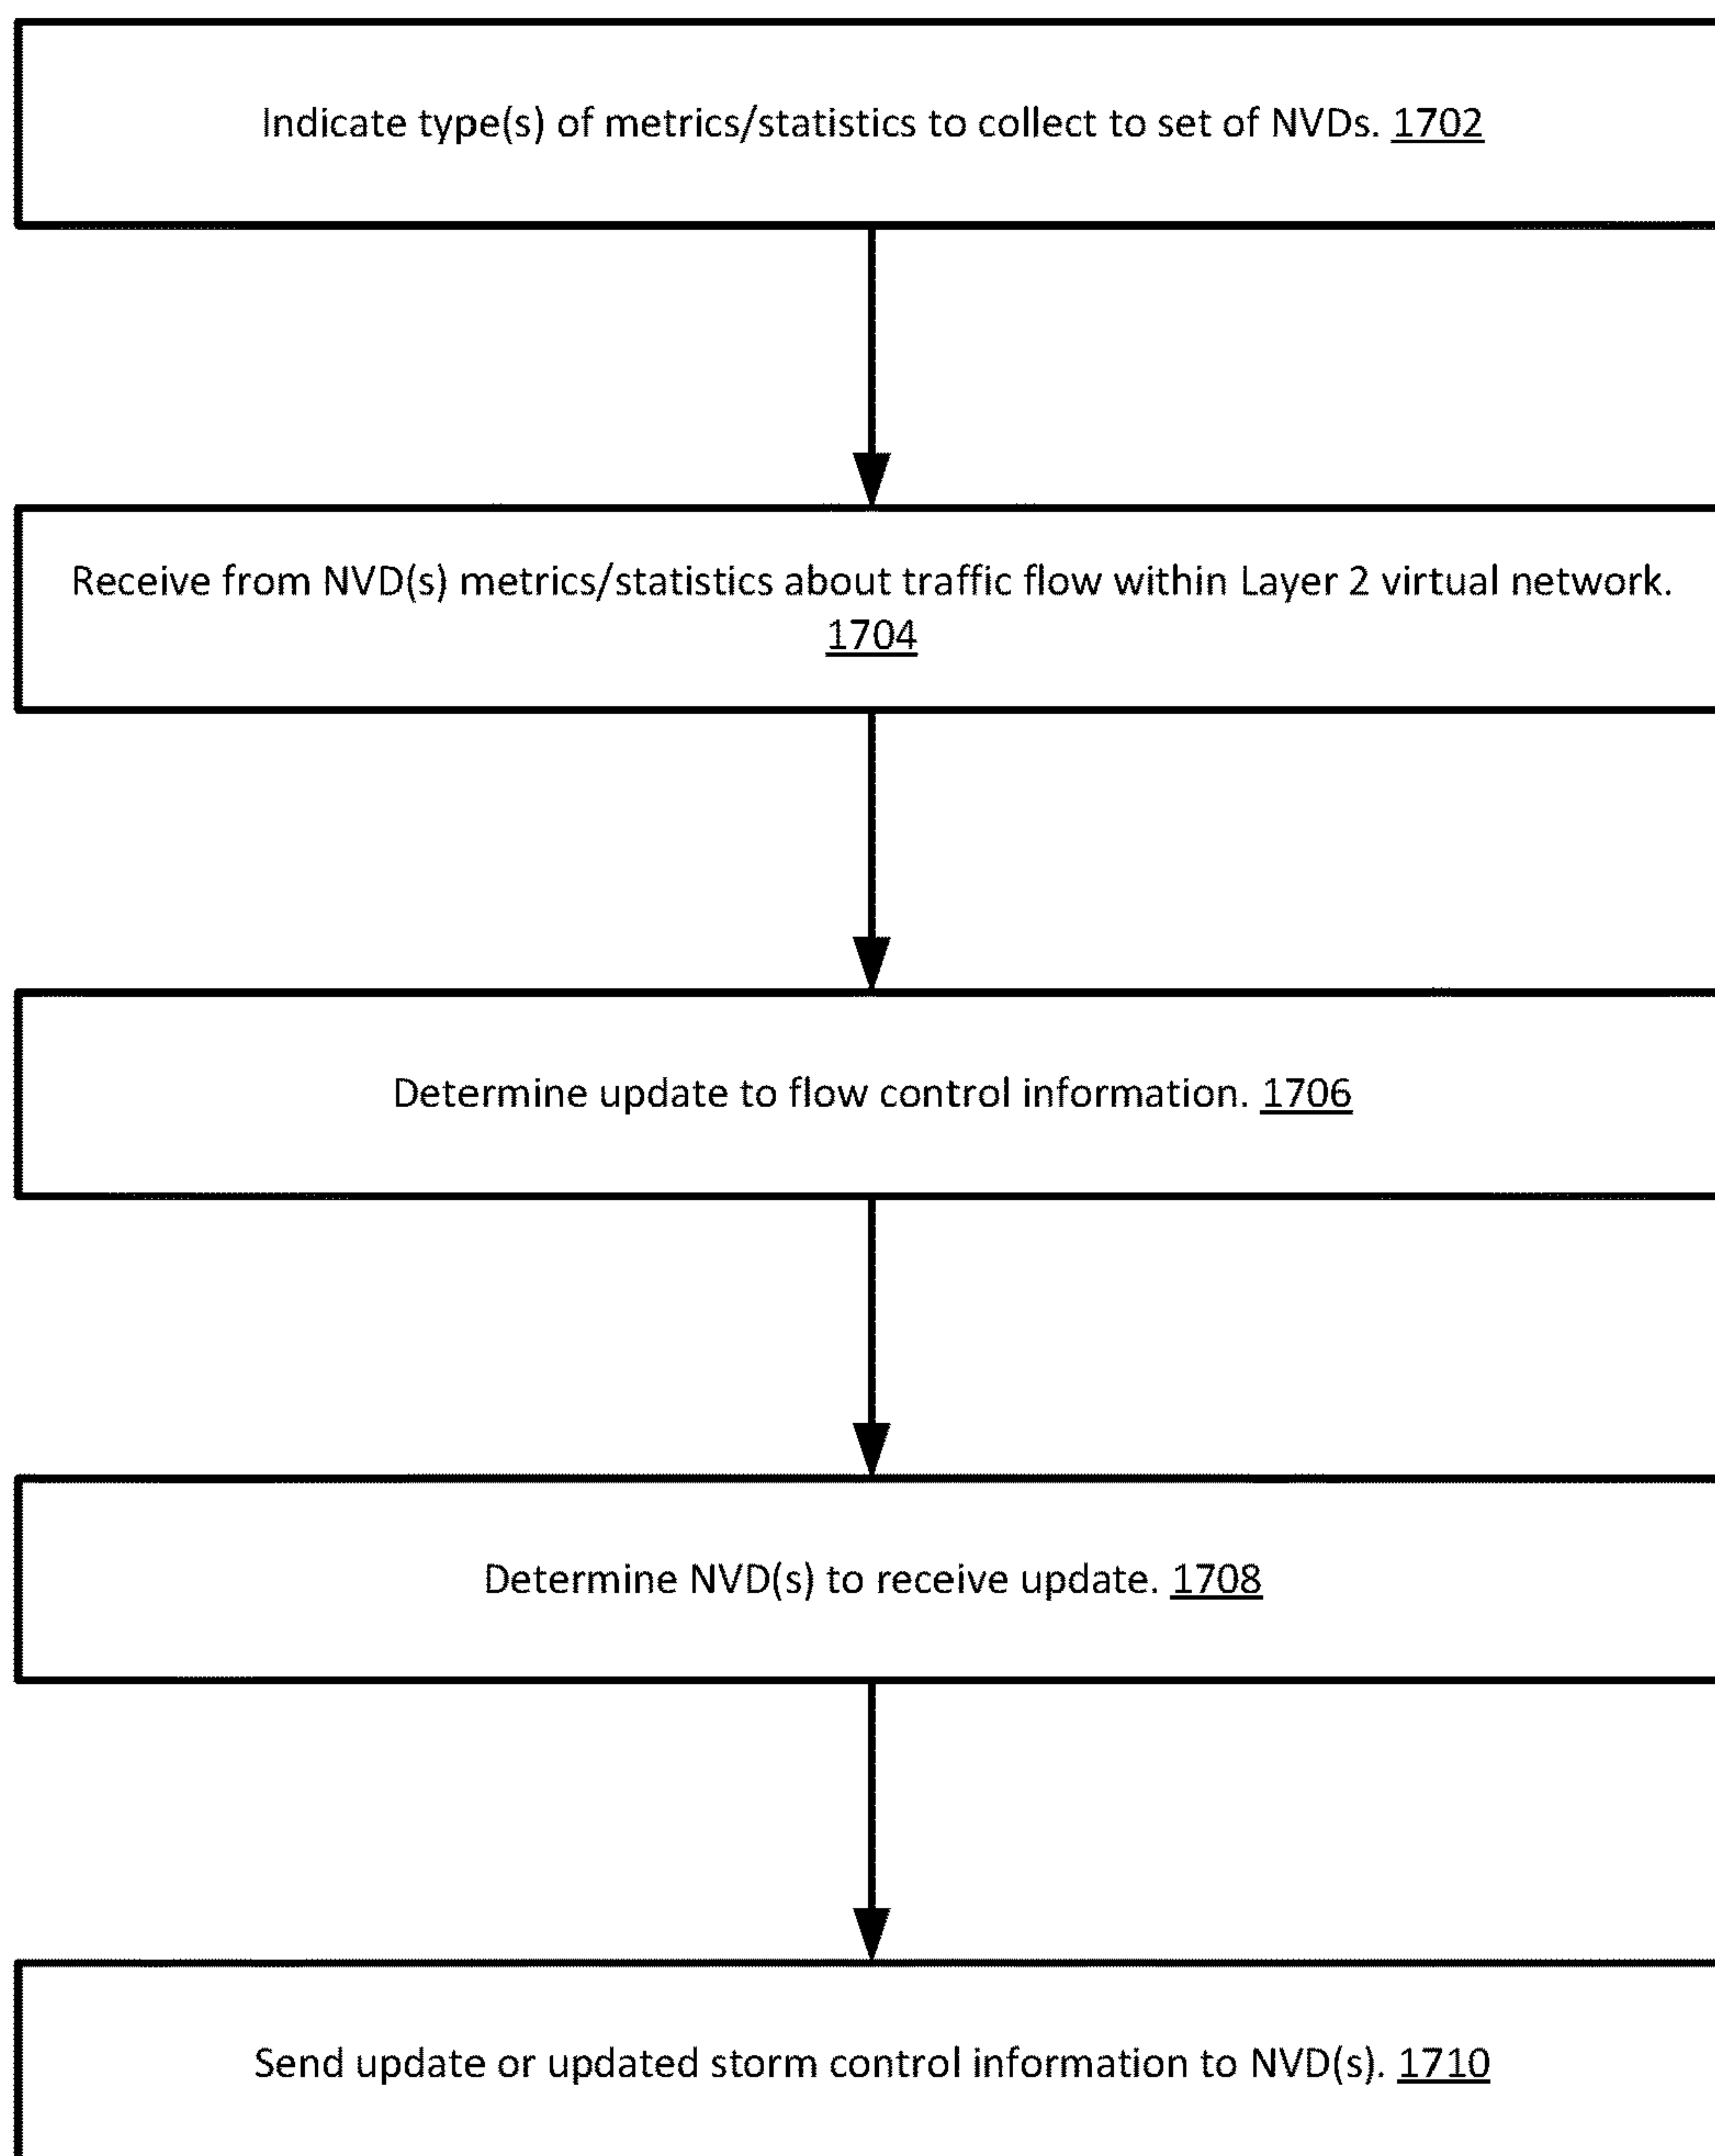 Indicate type(s) of metrics/statistics to collect to set of NVDs. 1702
Receive from NVD(s) metrics/statistics about traffic flow within Layer 2 virtual network.
1704
Determine update to flow control information. 1706
Determine NVD(s) to receive update. 1708
Send update or updated storm control information to NVD(s). 1710